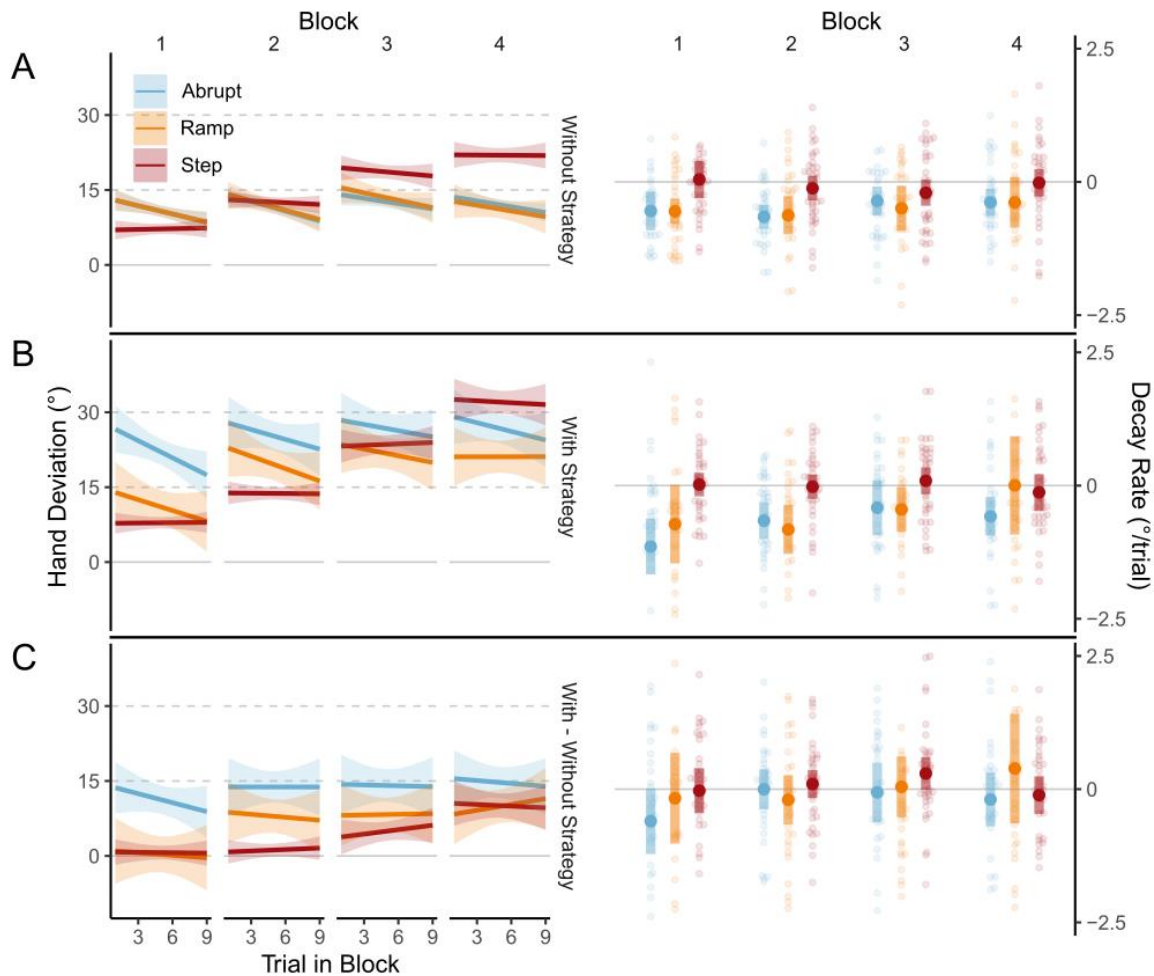 Block
Block
1 2 3 4
1 2 3 4
A
Abrupt
Ramp
Step
30
15
0
Without Strategy
2.5
0
−2.5
B
30
15
0
With Strategy
2.5
0
−2.5
Hand Deviation (°)
Decay Rate (°/trial)
C
30
15
0
With - Without Strategy
2.5
0
−2.5
3 6 9 3 6 9 3 6 9 3 6 9
Trial in Block